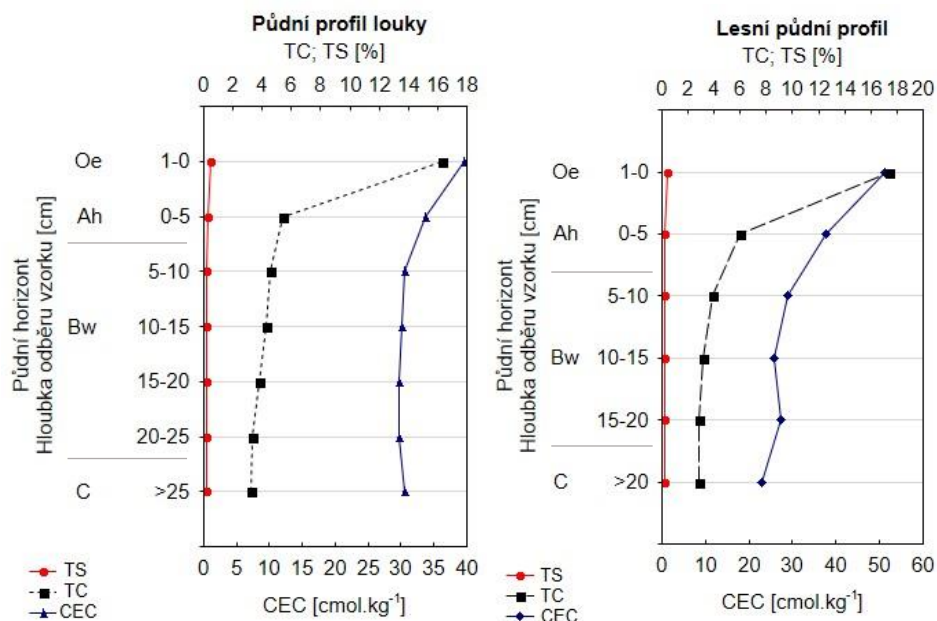 Půdní profil louky
TC; TS [%]
0 2 4 6 8 10 12 14 16 18
Půdní horizont
Hloubka odběru vzorku [cm]
Oe 1-0
Ah 0-5
5-10
Bw 10-15
15-20
20-25
C >25
0 5 10 15 20 25 30 35 40
CEC [cmol.kg⁻¹]
TS
TC
CEC
Lesní půdní profil
TC; TS [%]
0 2 4 6 8 10 12 14 16 18 20
Půdní horizont
Hloubka odběru vzorku [cm]
Oe 1-0
Ah 0-5
5-10
Bw 10-15
15-20
C >20
0 10 20 30 40 50 60
CEC [cmol.kg⁻¹]
TS
TC
CEC